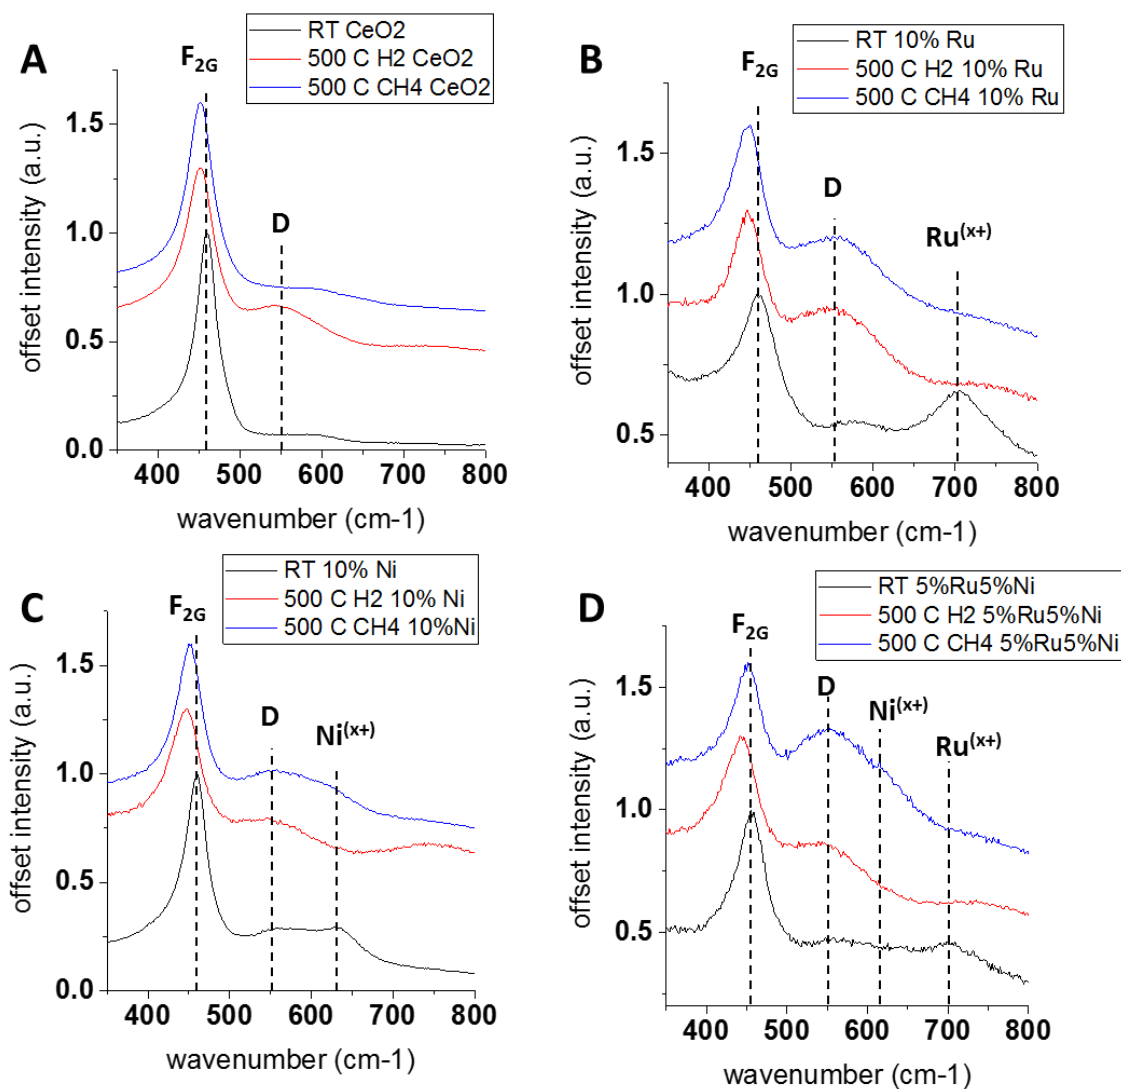 A
RT CeO2
500 C H2 CeO2
500 C CH4 CeO2
F2G
D
offset intensity (a.u.)
1.5
1.0
0.5
0.0
400 500 600 700 800
wavenumber (cm-1)
B
RT 10% Ru
500 C H2 10% Ru
500 C CH4 10% Ru
F2G
D
Ru(x+)
offset intensity (a.u.)
1.5
1.0
0.5
400 500 600 700 800
wavenumber (cm-1)
C
RT 10% Ni
500 C H2 10% Ni
500 C CH4 10%Ni
F2G
D
Ni(x+)
offset intensity (a.u.)
1.5
1.0
0.5
0.0
400 500 600 700 800
wavenumber (cm-1)
D
RT 5%Ru5%Ni
500 C H2 5%Ru5%Ni
500 C CH4 5%Ru5%Ni
F2G
D
Ni(x+)
Ru(x+)
offset intensity (a.u.)
1.5
1.0
0.5
400 500 600 700 800
wavenumber (cm-1)